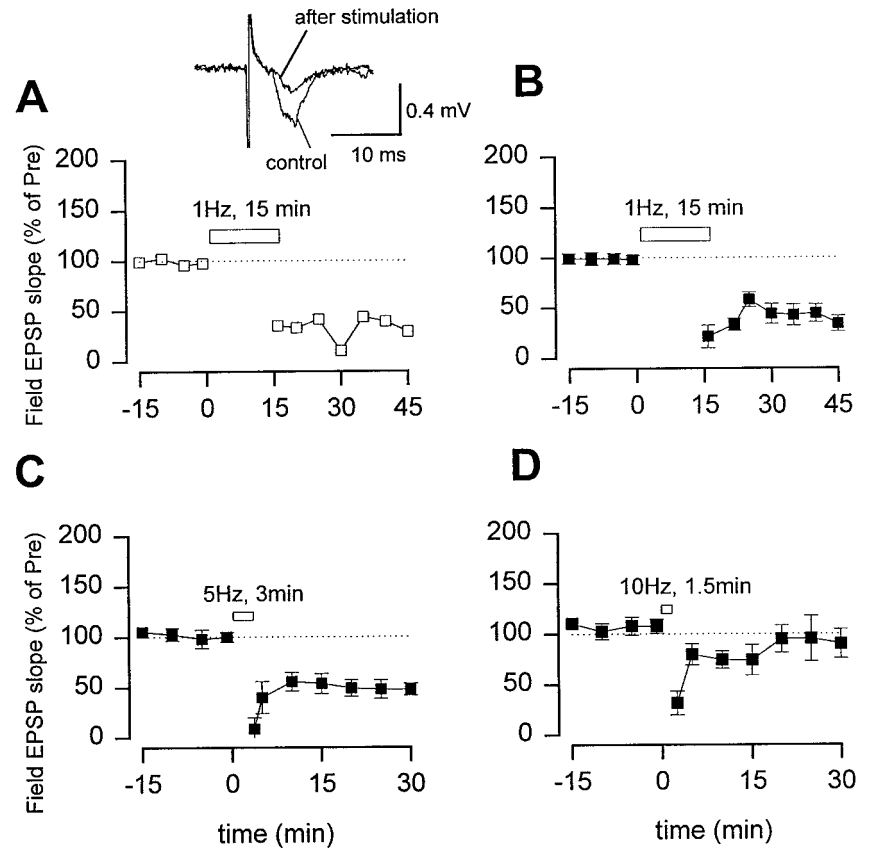 after stimulation
A
0.4 mV
10 ms
control
Field EPSP slope (% of Pre)
200
150
100
50
0
1Hz, 15 min
-15 0 15 30 45
B
200
150
100
50
0
1Hz, 15 min
-15 0 15 30 45
C
Field EPSP slope (% of Pre)
200
150
100
50
0
5Hz, 3min
-15 0 15 30
time (min)
D
200
150
100
50
0
10Hz, 1.5min
-15 0 15 30
time (min)